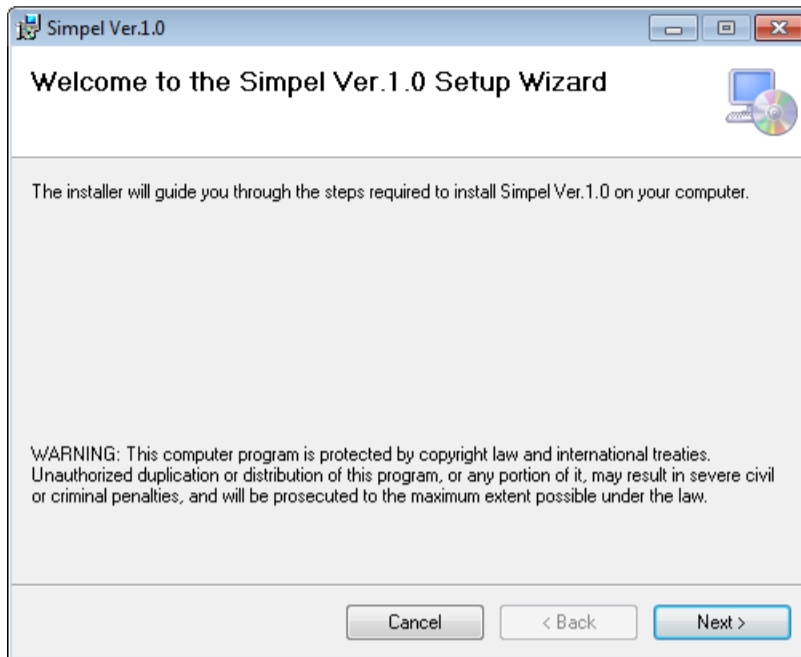 Simpel Ver.1.0
Welcome to the Simpel Ver.1.0 Setup Wizard
The installer will guide you through the steps required to install Simpel Ver.1.0 on your computer.
WARNING: This computer program is protected by copyright law and international treaties.
Unauthorized duplication or distribution of this program, or any portion of it, may result in severe civil
or criminal penalties, and will be prosecuted to the maximum extent possible under the law.
Cancel
< Back
Next >